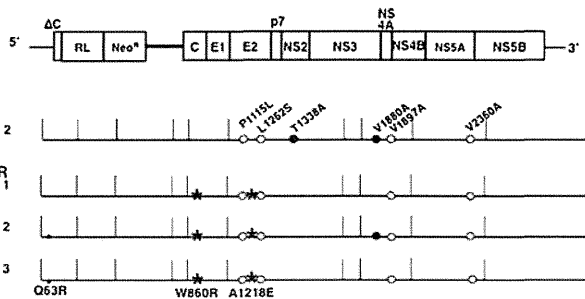 p7 NS
ΔC 4A
5' RL Neoᴿ C E1 E2 NS2 NS3 NS4B NS5A NS5B 3'
P1115L L1262S T1338A V1880A V1897A V2360A
2
R
1
2
3
Q63R W860R A1218E